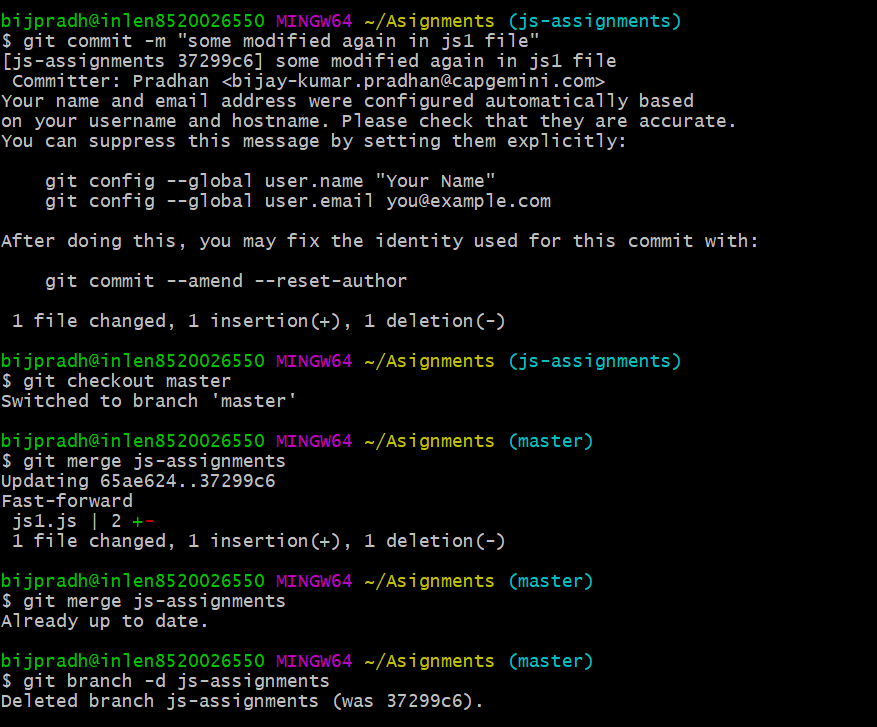 bijpradh@inlen8520026550 MINGW64 ~/Asignments (js-assignments)
$ git commit -m "some modified again in js1 file"
[js-assignments 37299c6] some modified again in js1 file
 Committer: Pradhan <bijay-kumar.pradhan@capgemini.com>
Your name and email address were configured automatically based
on your username and hostname. Please check that they are accurate.
You can suppress this message by setting them explicitly:

    git config --global user.name "Your Name"
    git config --global user.email you@example.com

After doing this, you may fix the identity used for this commit with:

    git commit --amend --reset-author

 1 file changed, 1 insertion(+), 1 deletion(-)

bijpradh@inlen8520026550 MINGW64 ~/Asignments (js-assignments)
$ git checkout master
Switched to branch 'master'

bijpradh@inlen8520026550 MINGW64 ~/Asignments (master)
$ git merge js-assignments
Updating 65ae624..37299c6
Fast-forward
 js1.js | 2 +-
 1 file changed, 1 insertion(+), 1 deletion(-)

bijpradh@inlen8520026550 MINGW64 ~/Asignments (master)
$ git merge js-assignments
Already up to date.

bijpradh@inlen8520026550 MINGW64 ~/Asignments (master)
$ git branch -d js-assignments
Deleted branch js-assignments (was 37299c6).